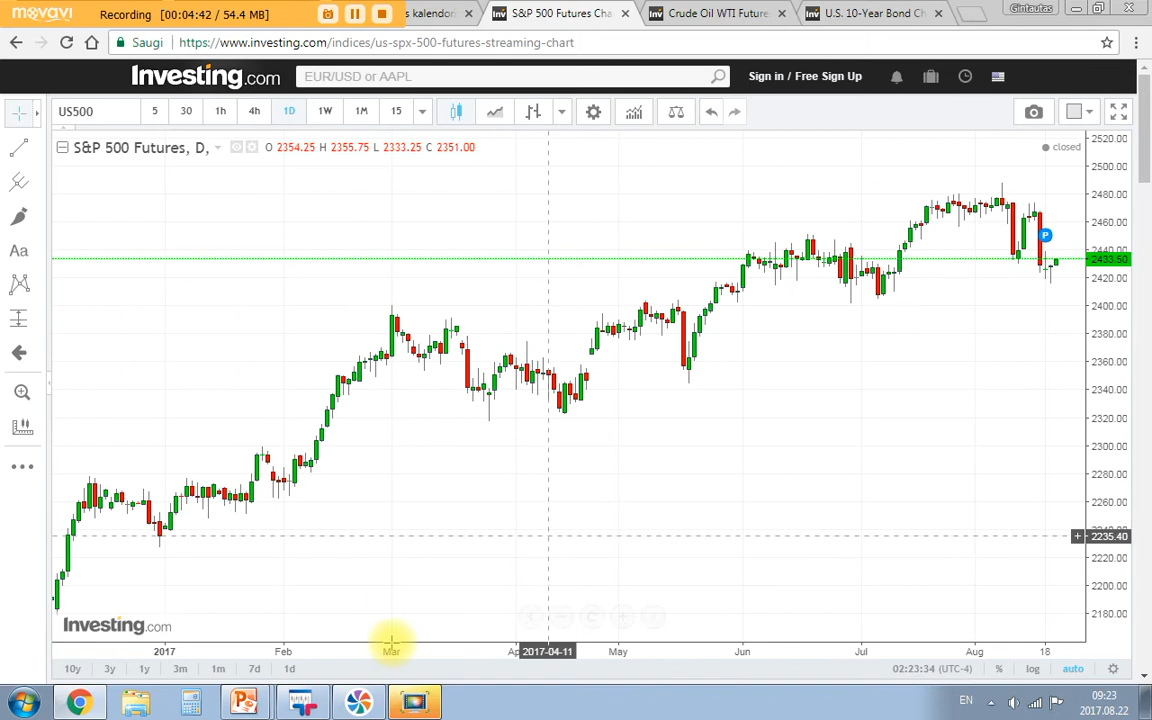 movavi
Recording [00:04:42 / 54.4 MB]
s kalendori
S&P 500 Futures Cha
Crude Oil WTI Future
U.S. 10-Year Bond Ch
Gintautas
Saugi
https://www.investing.com/indices/us-spx-500-futures-streaming-chart
Investing.com
EUR/USD or AAPL
Sign in / Free Sign Up
US500
5
30
1h
4h
1D
1W
1M
15
S&P 500 Futures, D,
O 2354.25 H 2355.75 L 2333.25 C 2351.00
closed
Aa
P
2520.00
2500.00
2480.00
2460.00
2440.00
2433.50
2420.00
2400.00
2380.00
2360.00
2340.00
2320.00
2300.00
2280.00
2260.00
2235.40
2220.00
2200.00
2180.00
Investing.com
2017
Feb
Mar
2017-04-11
May
Jun
Jul
Aug
18
10y
3y
1y
3m
1m
7d
1d
02:23:34 (UTC-4)
%
log
auto
EN
09:23
2017.08.22